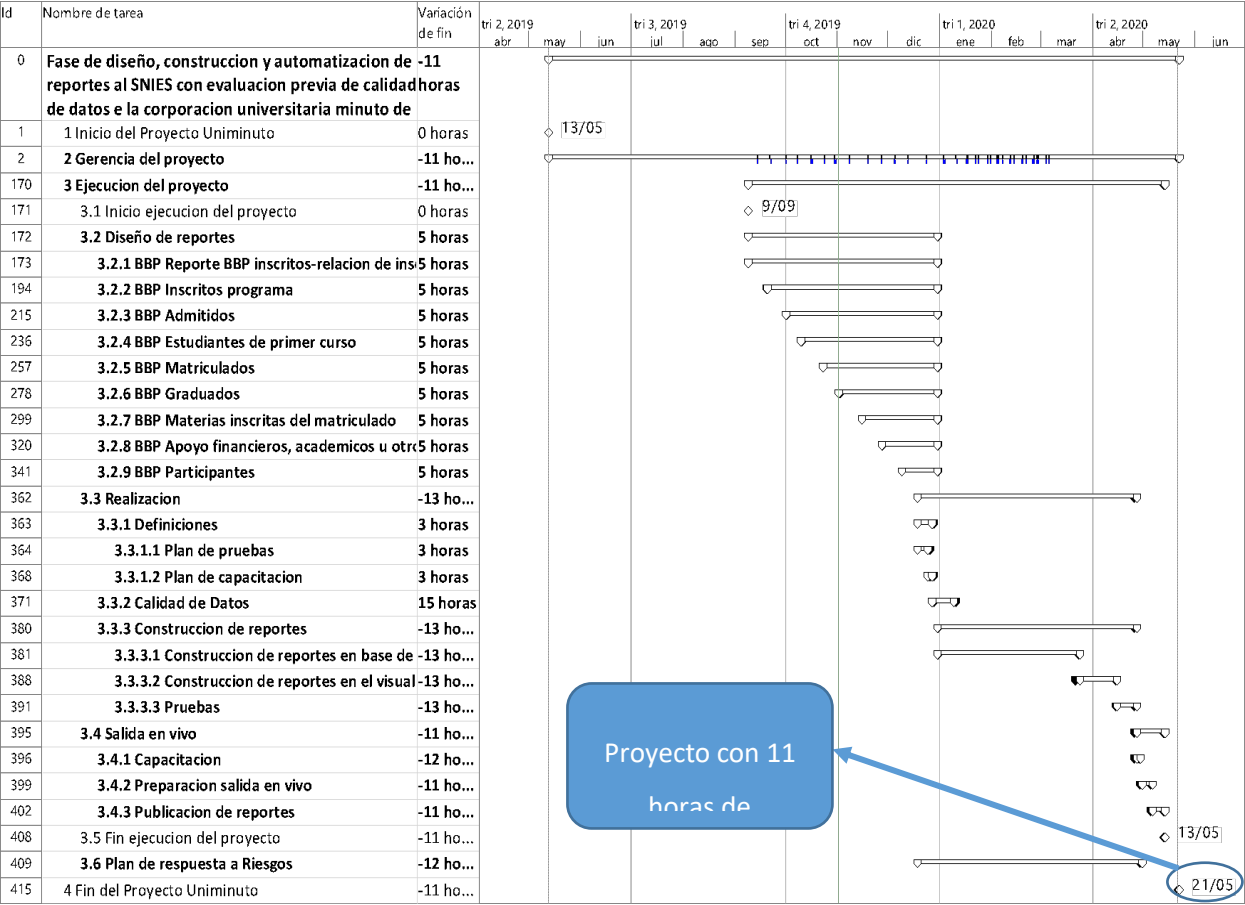 Id Nombre de tarea Variación
de fin
tri 2, 2019 tri 3, 2019 tri 4, 2019 tri 1, 2020 tri 2, 2020
abr may jun jul ago sep oct nov dic ene feb mar abr may jun
0 Fase de diseño, construccion y automatizacion de -11
reportes al SNIES con evaluacion previa de calidad horas
de datos e la corporacion universitaria minuto de
1 1 Inicio del Proyecto Uniminuto 0 horas 13/05
2 2 Gerencia del proyecto -11 ho...
170 3 Ejecucion del proyecto -11 ho...
171 3.1 Inicio ejecucion del proyecto 0 horas 9/09
172 3.2 Diseño de reportes 5 horas
173 3.2.1 BBP Reporte BBP inscritos-relacion de ins 5 horas
194 3.2.2 BBP Inscritos programa 5 horas
215 3.2.3 BBP Admitidos 5 horas
236 3.2.4 BBP Estudiantes de primer curso 5 horas
257 3.2.5 BBP Matriculados 5 horas
278 3.2.6 BBP Graduados 5 horas
299 3.2.7 BBP Materias inscritas del matriculado 5 horas
320 3.2.8 BBP Apoyo financieros, academicos u otro 5 horas
341 3.2.9 BBP Participantes 5 horas
362 3.3 Realizacion -13 ho...
363 3.3.1 Definiciones 3 horas
364 3.3.1.1 Plan de pruebas 3 horas
368 3.3.1.2 Plan de capacitacion 3 horas
371 3.3.2 Calidad de Datos 15 horas
380 3.3.3 Construccion de reportes -13 ho...
381 3.3.3.1 Construccion de reportes en base de -13 ho...
388 3.3.3.2 Construccion de reportes en el visual -13 ho...
391 3.3.3.3 Pruebas -13 ho...
395 3.4 Salida en vivo -11 ho...
396 3.4.1 Capacitacion -12 ho...
399 3.4.2 Preparacion salida en vivo -11 ho...
402 3.4.3 Publicacion de reportes -11 ho...
408 3.5 Fin ejecucion del proyecto -11 ho... 13/05
409 3.6 Plan de respuesta a Riesgos -12 ho...
415 4 Fin del Proyecto Uniminuto -11 ho... 21/05
Proyecto con 11
horas de